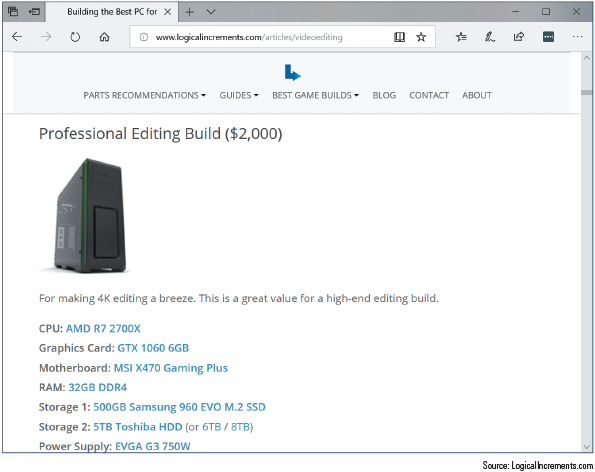 Building the Best PC for
www.logicalincrements.com/articles/videoediting
PARTS RECOMMENDATIONS GUIDES BEST GAME BUILDS BLOG CONTACT ABOUT
Professional Editing Build ($2,000)
For making 4K editing a breeze. This is a great value for a high-end editing build.
CPU: AMD R7 2700X
Graphics Card: GTX 1060 6GB
Motherboard: MSI X470 Gaming Plus
RAM: 32GB DDR4
Storage 1: 500GB Samsung 960 EVO M.2 SSD
Storage 2: 5TB Toshiba HDD (or 6TB / 8TB)
Power Supply: EVGA G3 750W
Source: LogicalIncrements.com